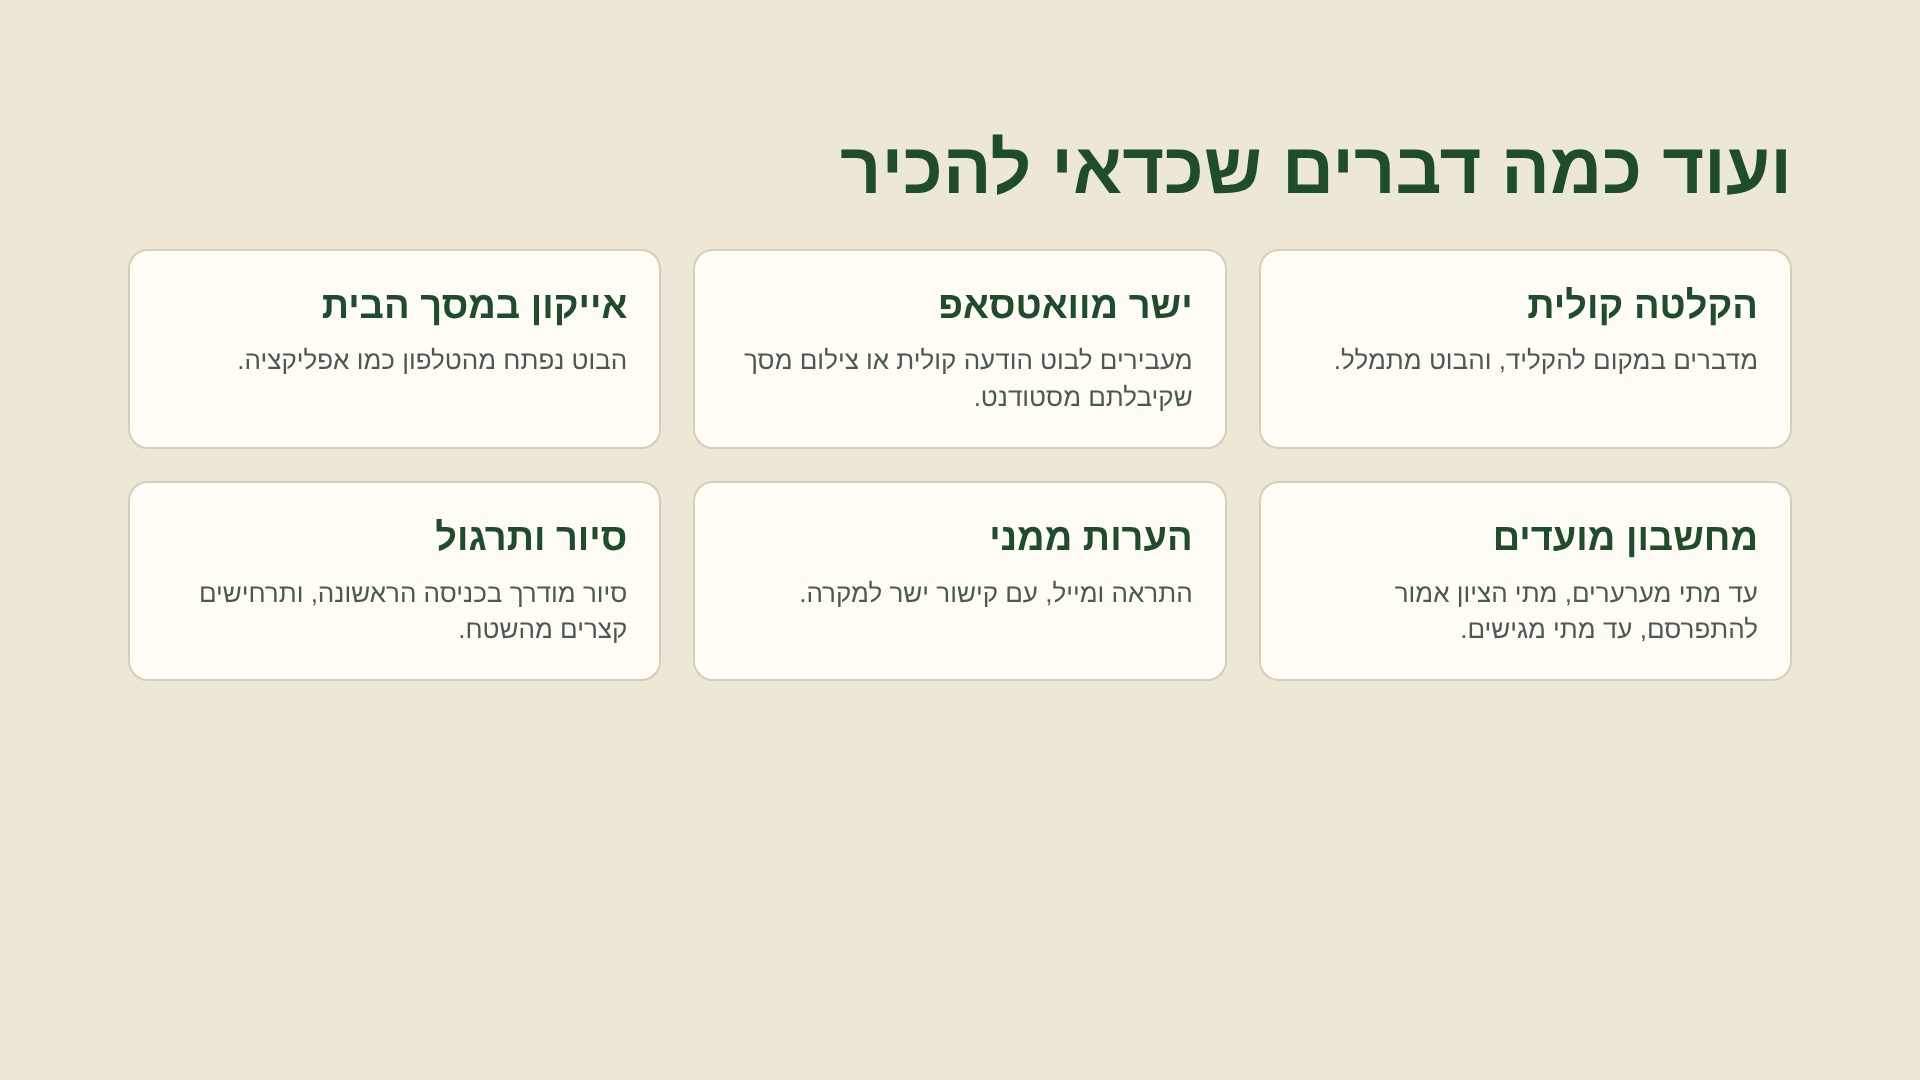 ועוד כמה דברים שכדאי להכיר
הקלטה קולית
מדברים במקום להקליד, והבוט מתמלל.
ישר מוואטסאפ
מעבירים לבוט הודעה קולית או צילום מסך
שקיבלתם מסטודנט.
אייקון במסך הבית
הבוט נפתח מהטלפון כמו אפליקציה.
מחשבון מועדים
עד מתי מערערים, מתי הציון אמור
להתפרסם, עד מתי מגישים.
הערות ממני
התראה ומייל, עם קישור ישר למקרה.
סיור ותרגול
סיור מודרך בכניסה הראשונה, ותרחישים
קצרים מהשטח.